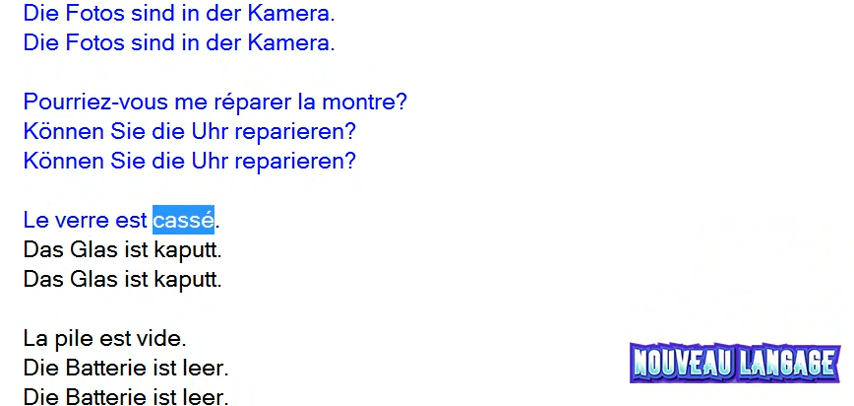 Die Fotos sind in der Kamera.
Die Fotos sind in der Kamera.
Pourriez-vous me réparer la montre?
Können Sie die Uhr reparieren?
Können Sie die Uhr reparieren?
Le verre est cassé.
Das Glas ist kaputt.
Das Glas ist kaputt.
La pile est vide.
Die Batterie ist leer.
Die Batterie ist leer.
NOUVEAU LANGAGE